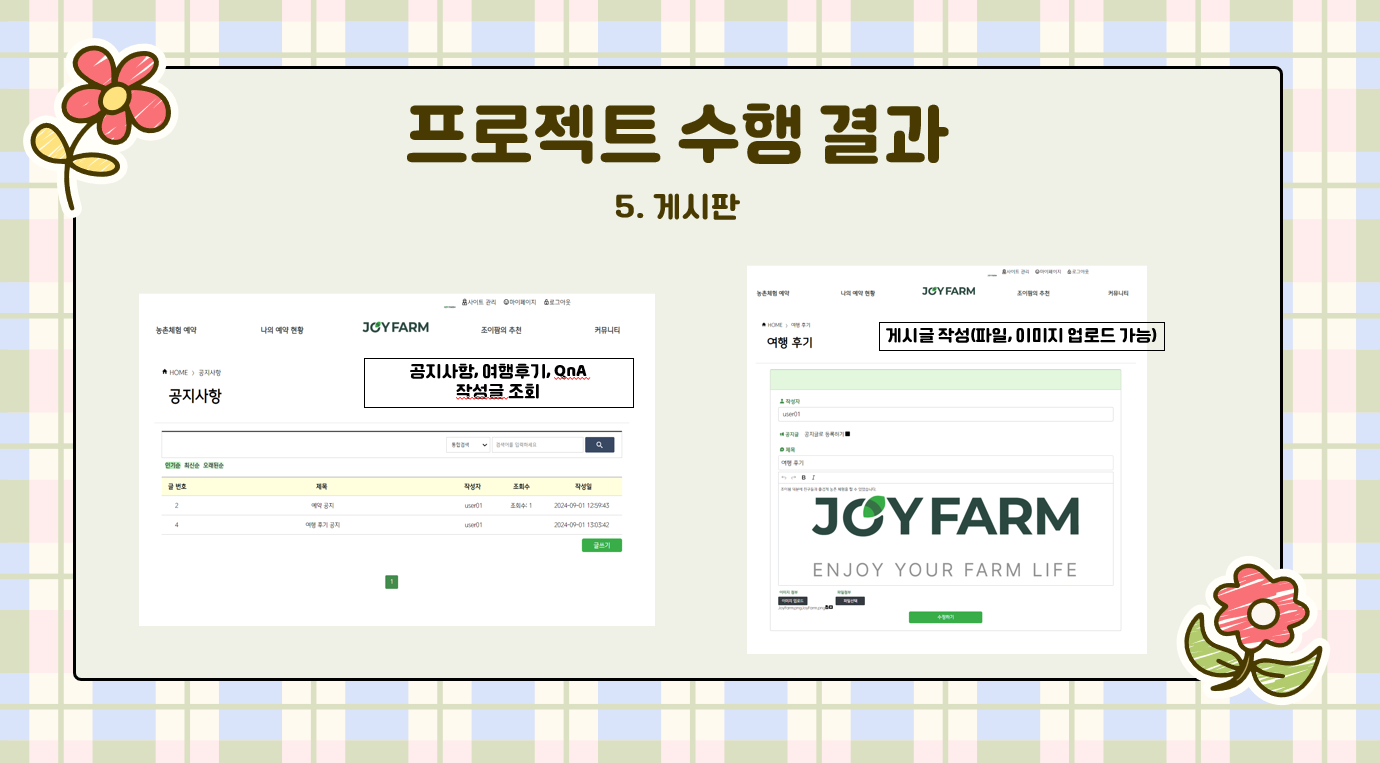 프로젝트 수행 결과
5. 게시판
사이트 관리 마이페이지 로그아웃
농촌체험 예약 나의 예약 현황 JOYFARM 조이팜의 추천 커뮤니티
HOME > 공지사항
공지사항
공지사항, 여행후기, QnA
작성글 조회
통합검색 검색어를 입력하세요
인기순 최신순 오래된순
글 번호 제목 작성자 조회수 작성일
2 예약 공지 user01 조회수: 1 2024-09-01 12:59:43
4 여행 후기 공지 user01 2024-09-01 13:03:42
글쓰기
1
사이트 관리 마이페이지 로그아웃
농촌체험 예약 나의 예약 현황 JOYFARM 조이팜의 추천 커뮤니티
HOME > 여행 후기
여행 후기
게시글 작성(파일, 이미지 업로드 가능)
작성자
user01
공지글 공지글로 등록하기
제목
여행 후기
B I
JOYFARM
ENJOY YOUR FARM LIFE
이미지 첨부 파일첨부
이미지 업로드 파일선택
수정하기